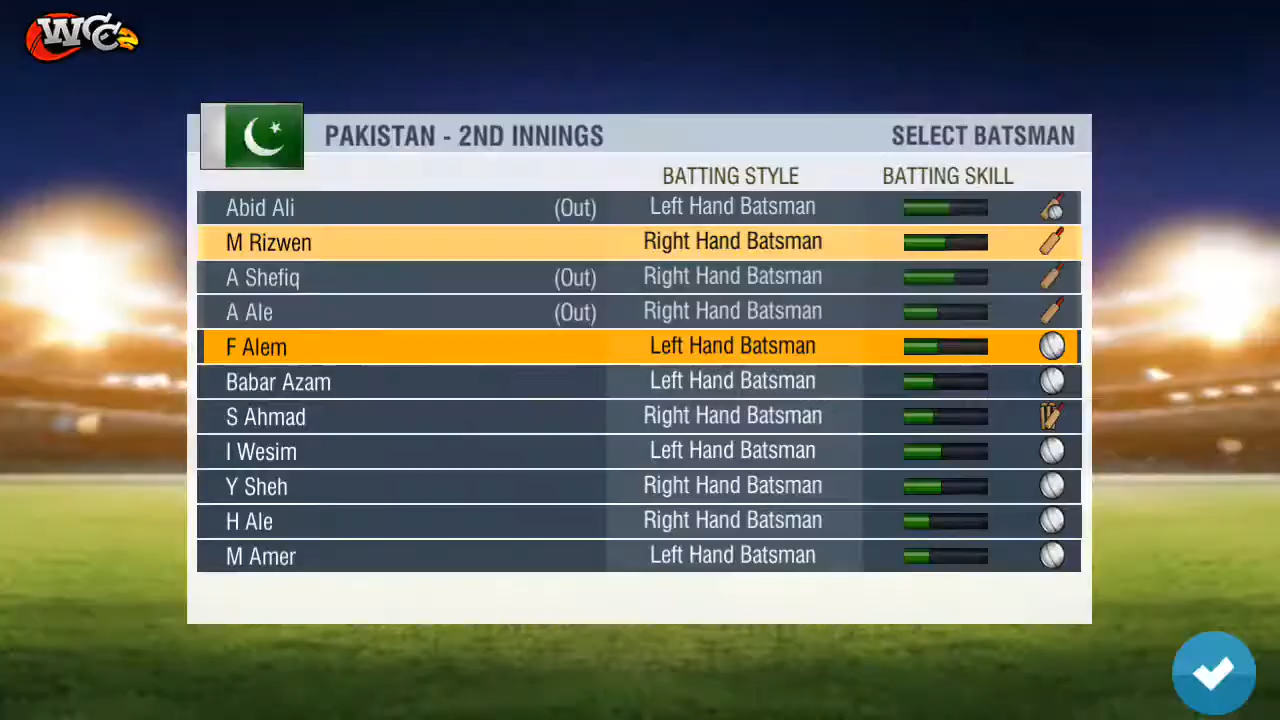 WCC
PAKISTAN - 2ND INNINGS SELECT BATSMAN
BATTING STYLE BATTING SKILL
Abid Ali (Out) Left Hand Batsman
M Rizwen Right Hand Batsman
A Shefiq (Out) Right Hand Batsman
A Ale (Out) Right Hand Batsman
F Alem Left Hand Batsman
Babar Azam Left Hand Batsman
S Ahmad Right Hand Batsman
I Wesim Left Hand Batsman
Y Sheh Right Hand Batsman
H Ale Right Hand Batsman
M Amer Left Hand Batsman